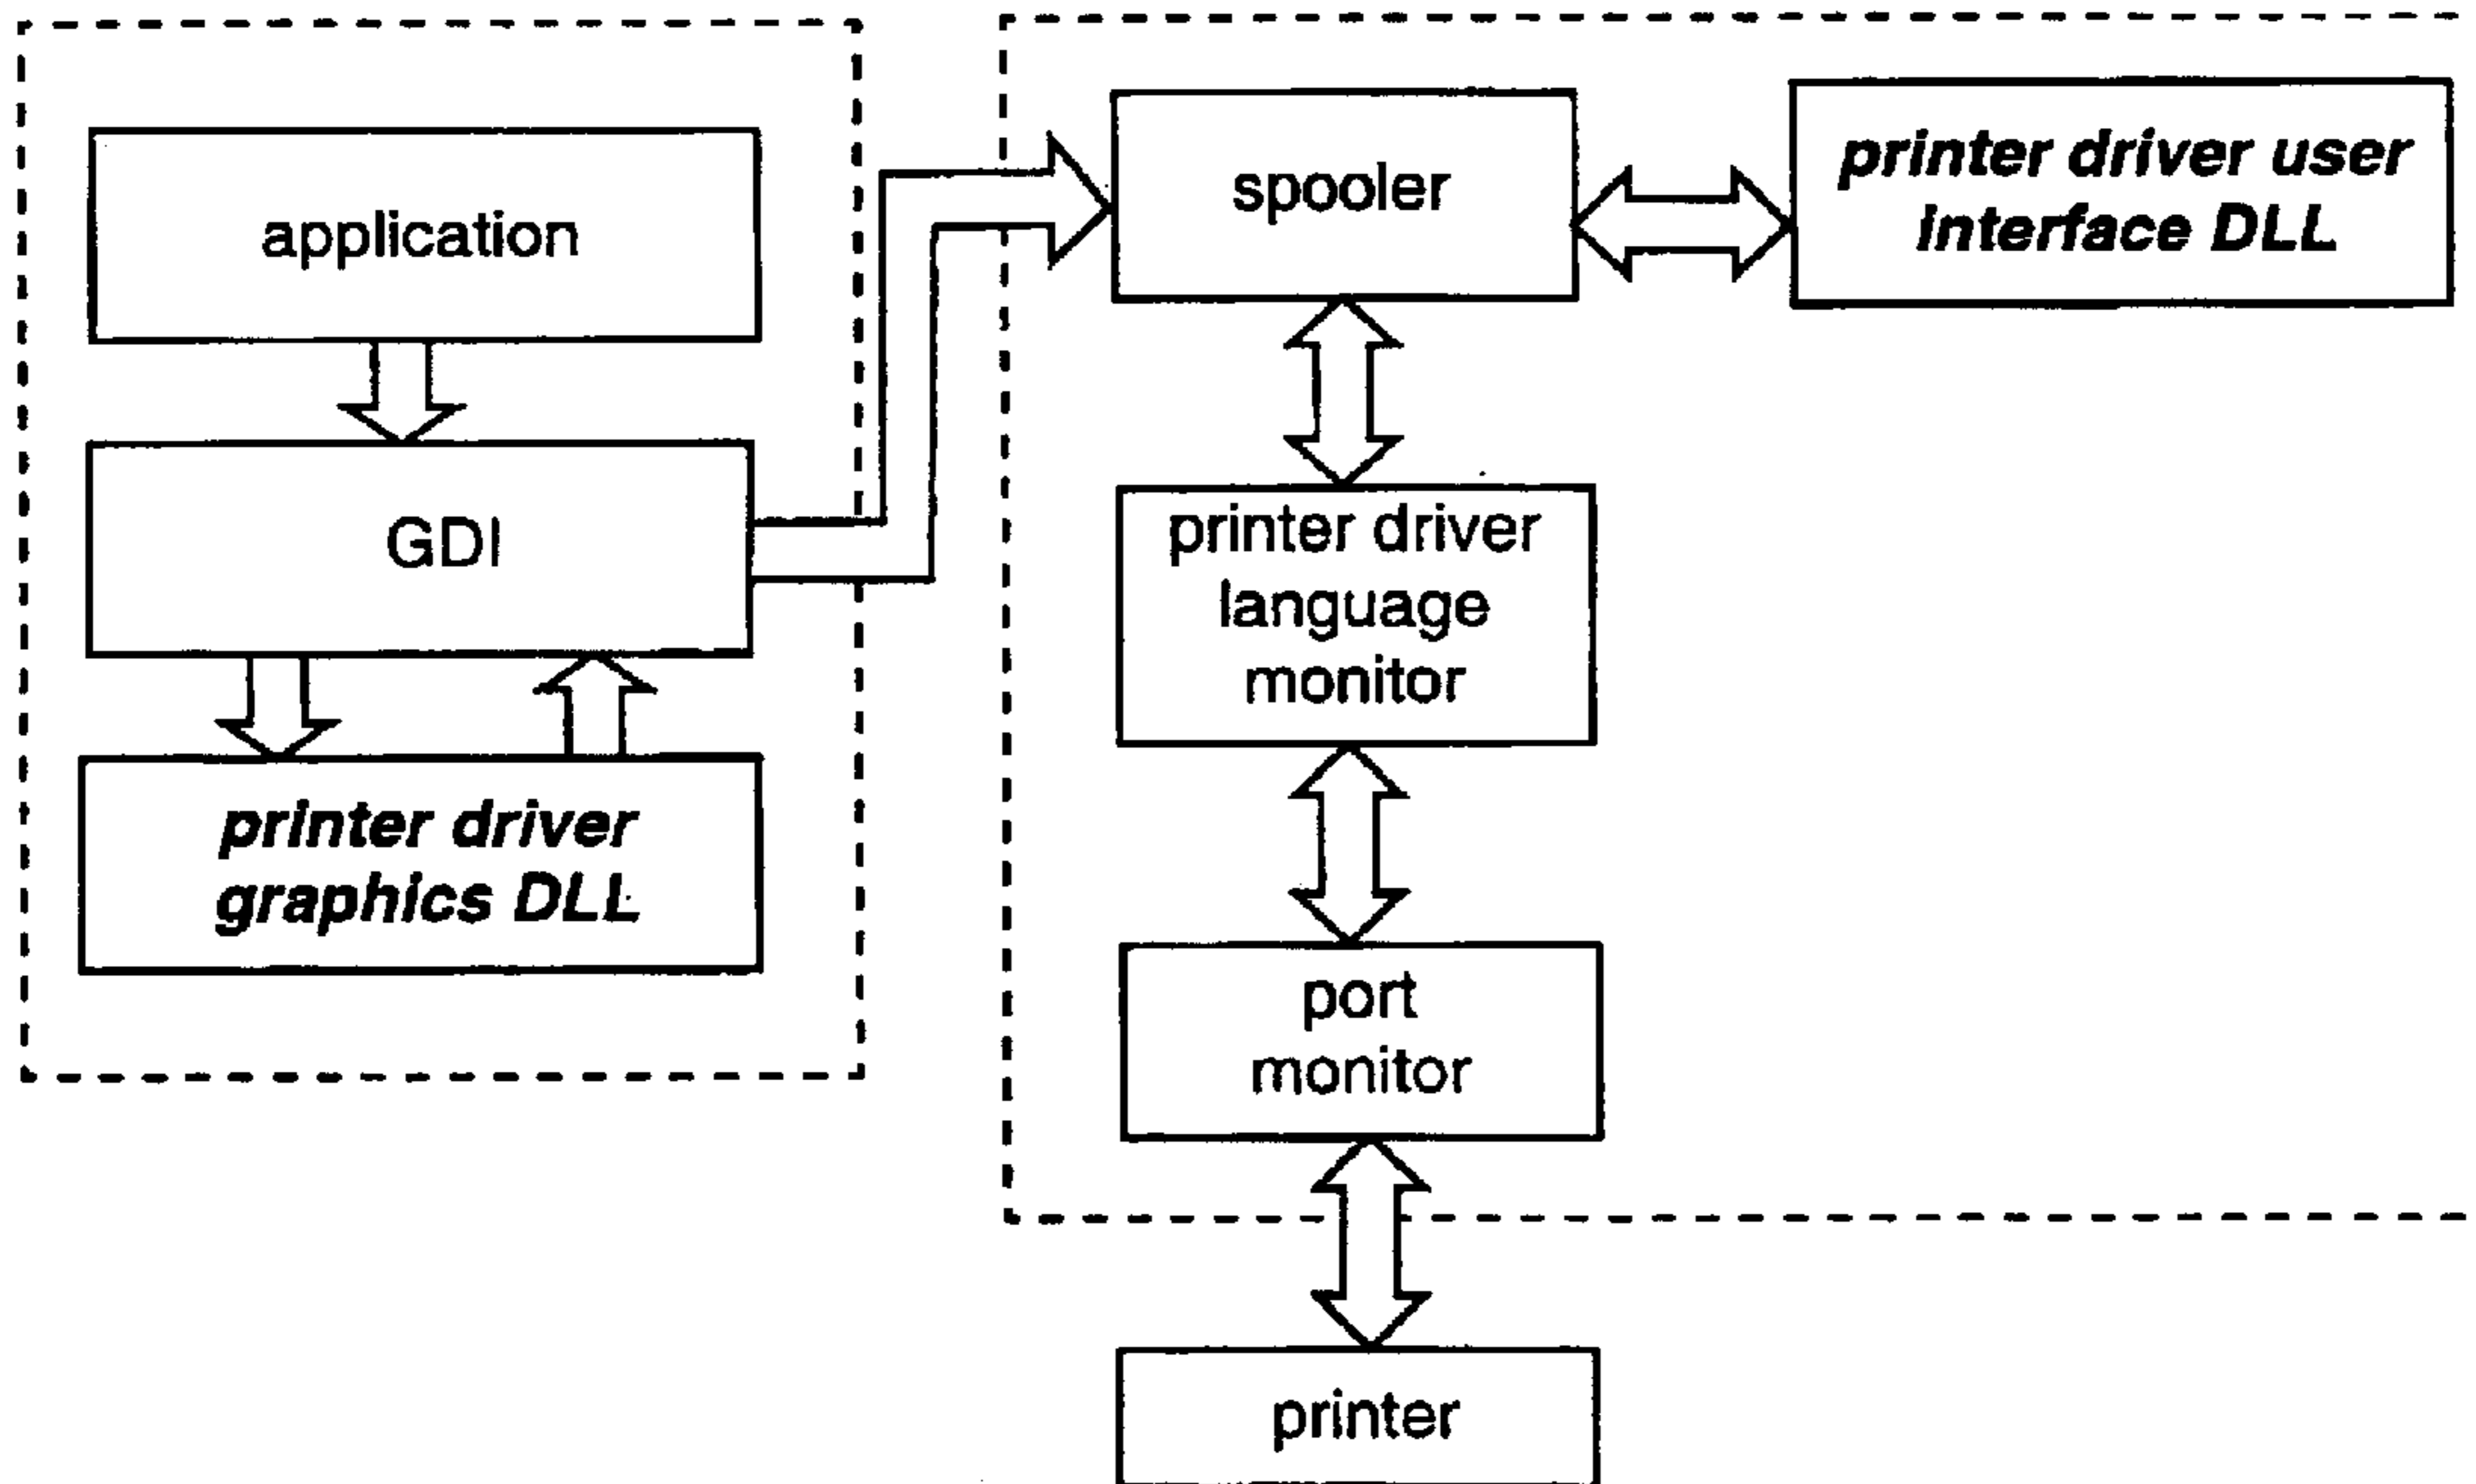 application
GDI
printer driver
graphics DLL
spooler
printer driver user
interface DLL
printer driver
language
monitor
port
monitor
printer